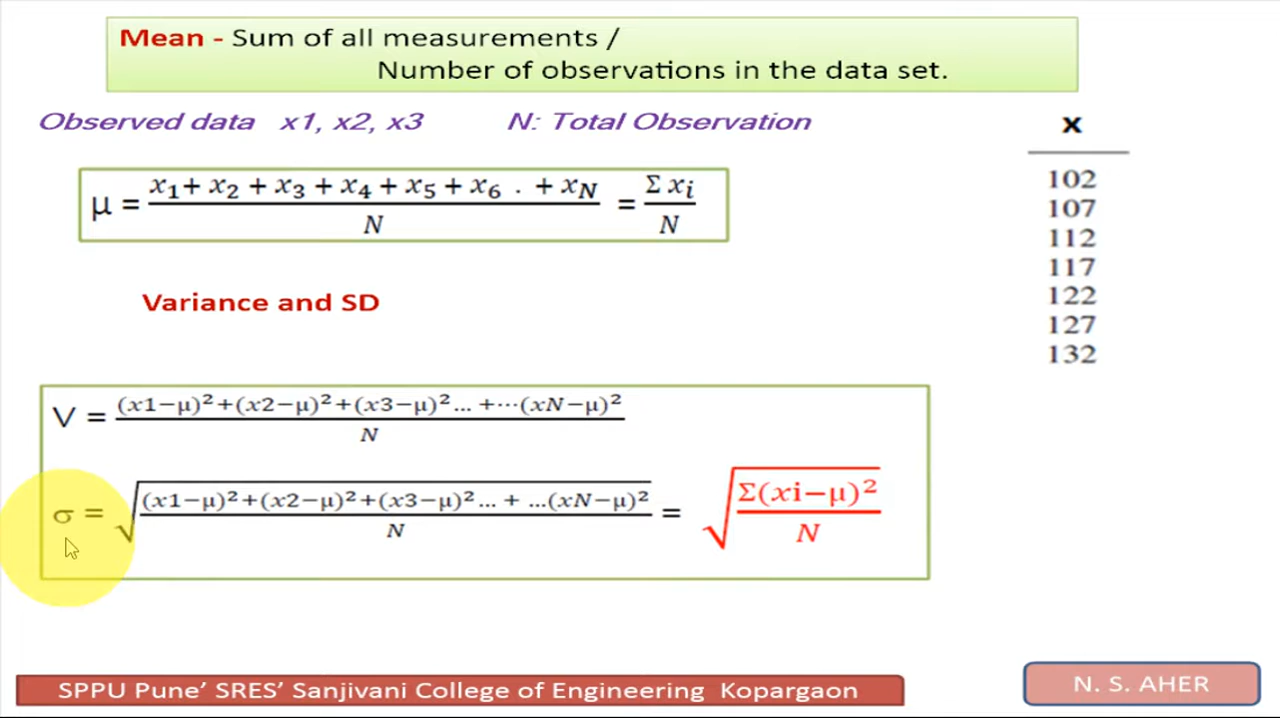 Mean - Sum of all measurements /
Number of observations in the data set.
Observed data x1, x2, x3 N: Total Observation
x
102
107
112
117
122
127
132
μ = (x₁+ x₂ + x₃ + x₄ + x₅ + x₆ . + x_N)/N = Σ xᵢ/N
Variance and SD
V = ((x1−μ)²+(x2−μ)²+(x3−μ)²... +⋯(xN−μ)²)/N
σ = √(((x1−μ)²+(x2−μ)²+(x3−μ)²... + ...(xN−μ)²)/N) = √(Σ(xi−μ)²/N)
SPPU Pune’ SRES’ Sanjivani College of Engineering Kopargaon
N. S. AHER